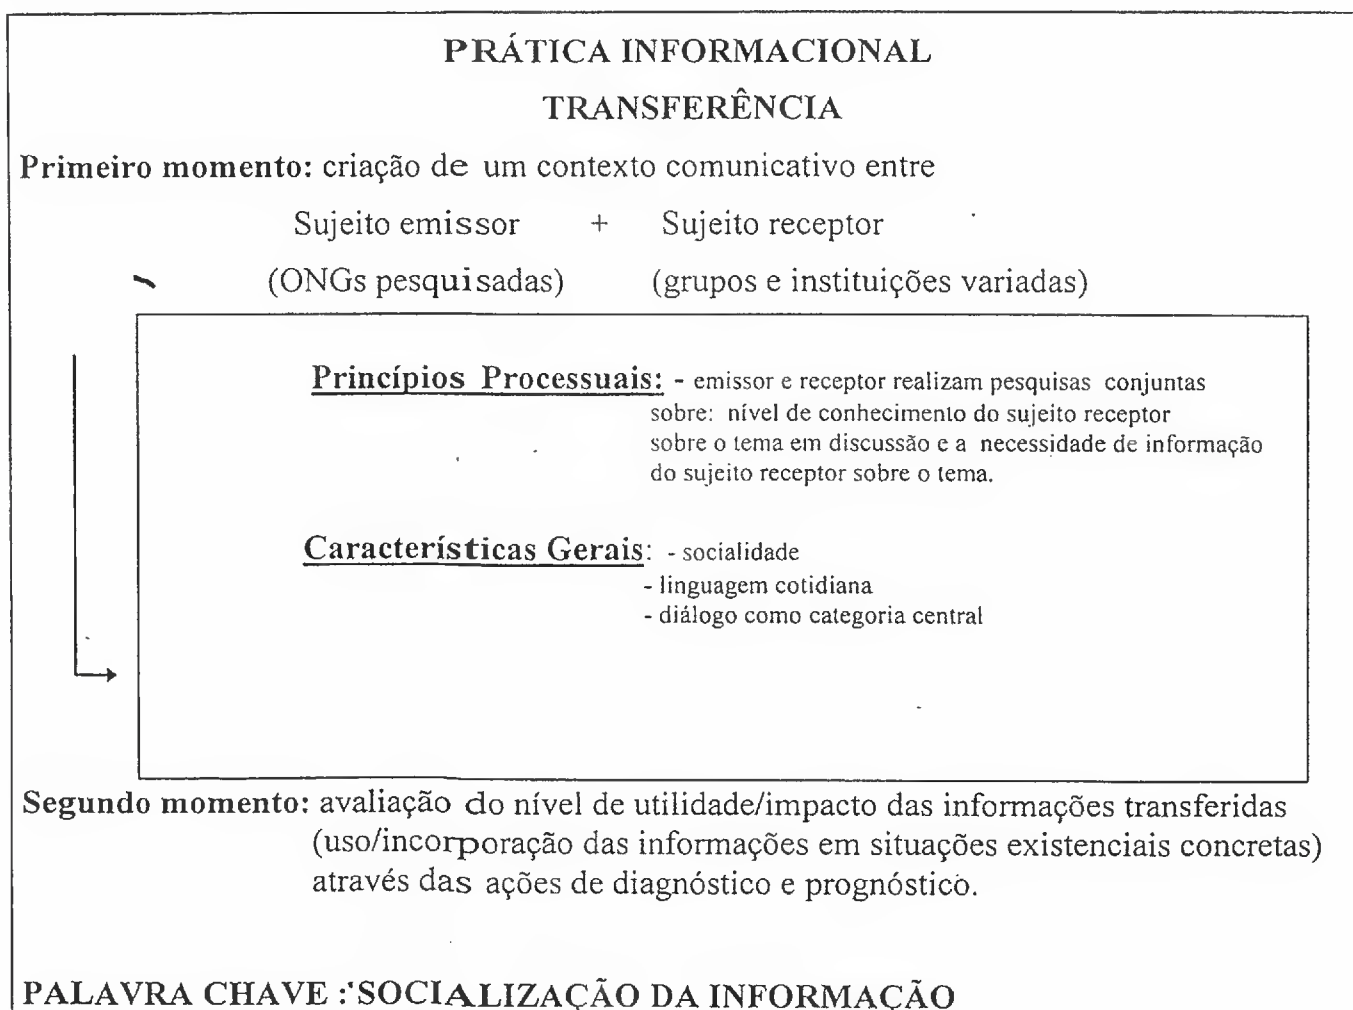 PRÁTICA INFORMACIONAL
TRANSFERÊNCIA
Primeiro momento: criação de um contexto comunicativo entre
Sujeito emissor + Sujeito receptor
(ONGs pesquisadas) (grupos e instituições variadas)
Princípios Processuais: - emissor e receptor realizam pesquisas conjuntas
sobre: nível de conhecimento do sujeito receptor
sobre o tema em discussão e a necessidade de informação
do sujeito receptor sobre o tema.
Características Gerais: - socialidade
- linguagem cotidiana
- diálogo como categoria central
Segundo momento: avaliação do nível de utilidade/impacto das informações transferidas
(uso/incorporação das informações em situações existenciais concretas)
através das ações de diagnóstico e prognóstico.
PALAVRA CHAVE : SOCIALIZAÇÃO DA INFORMAÇÃO